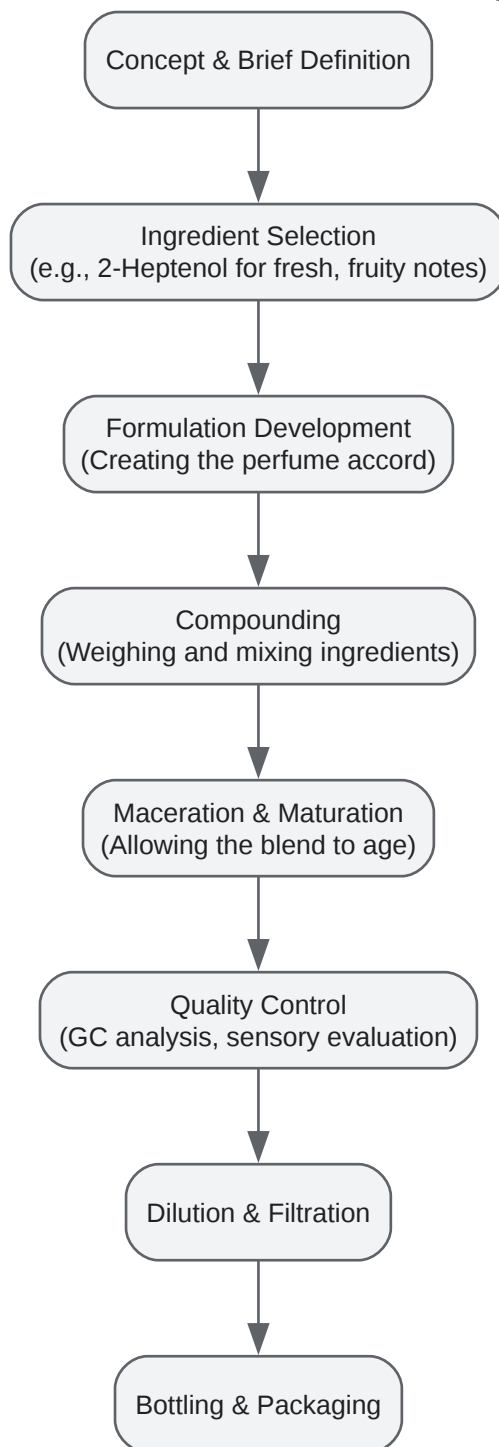 Concept & Brief Definition
Ingredient Selection
(e.g., 2-Heptenol for fresh, fruity notes)
Formulation Development
(Creating the perfume accord)
Compounding
(Weighing and mixing ingredients)
Maceration & Maturation
(Allowing the blend to age)
Quality Control
(GC analysis, sensory evaluation)
Dilution & Filtration
Bottling & Packaging